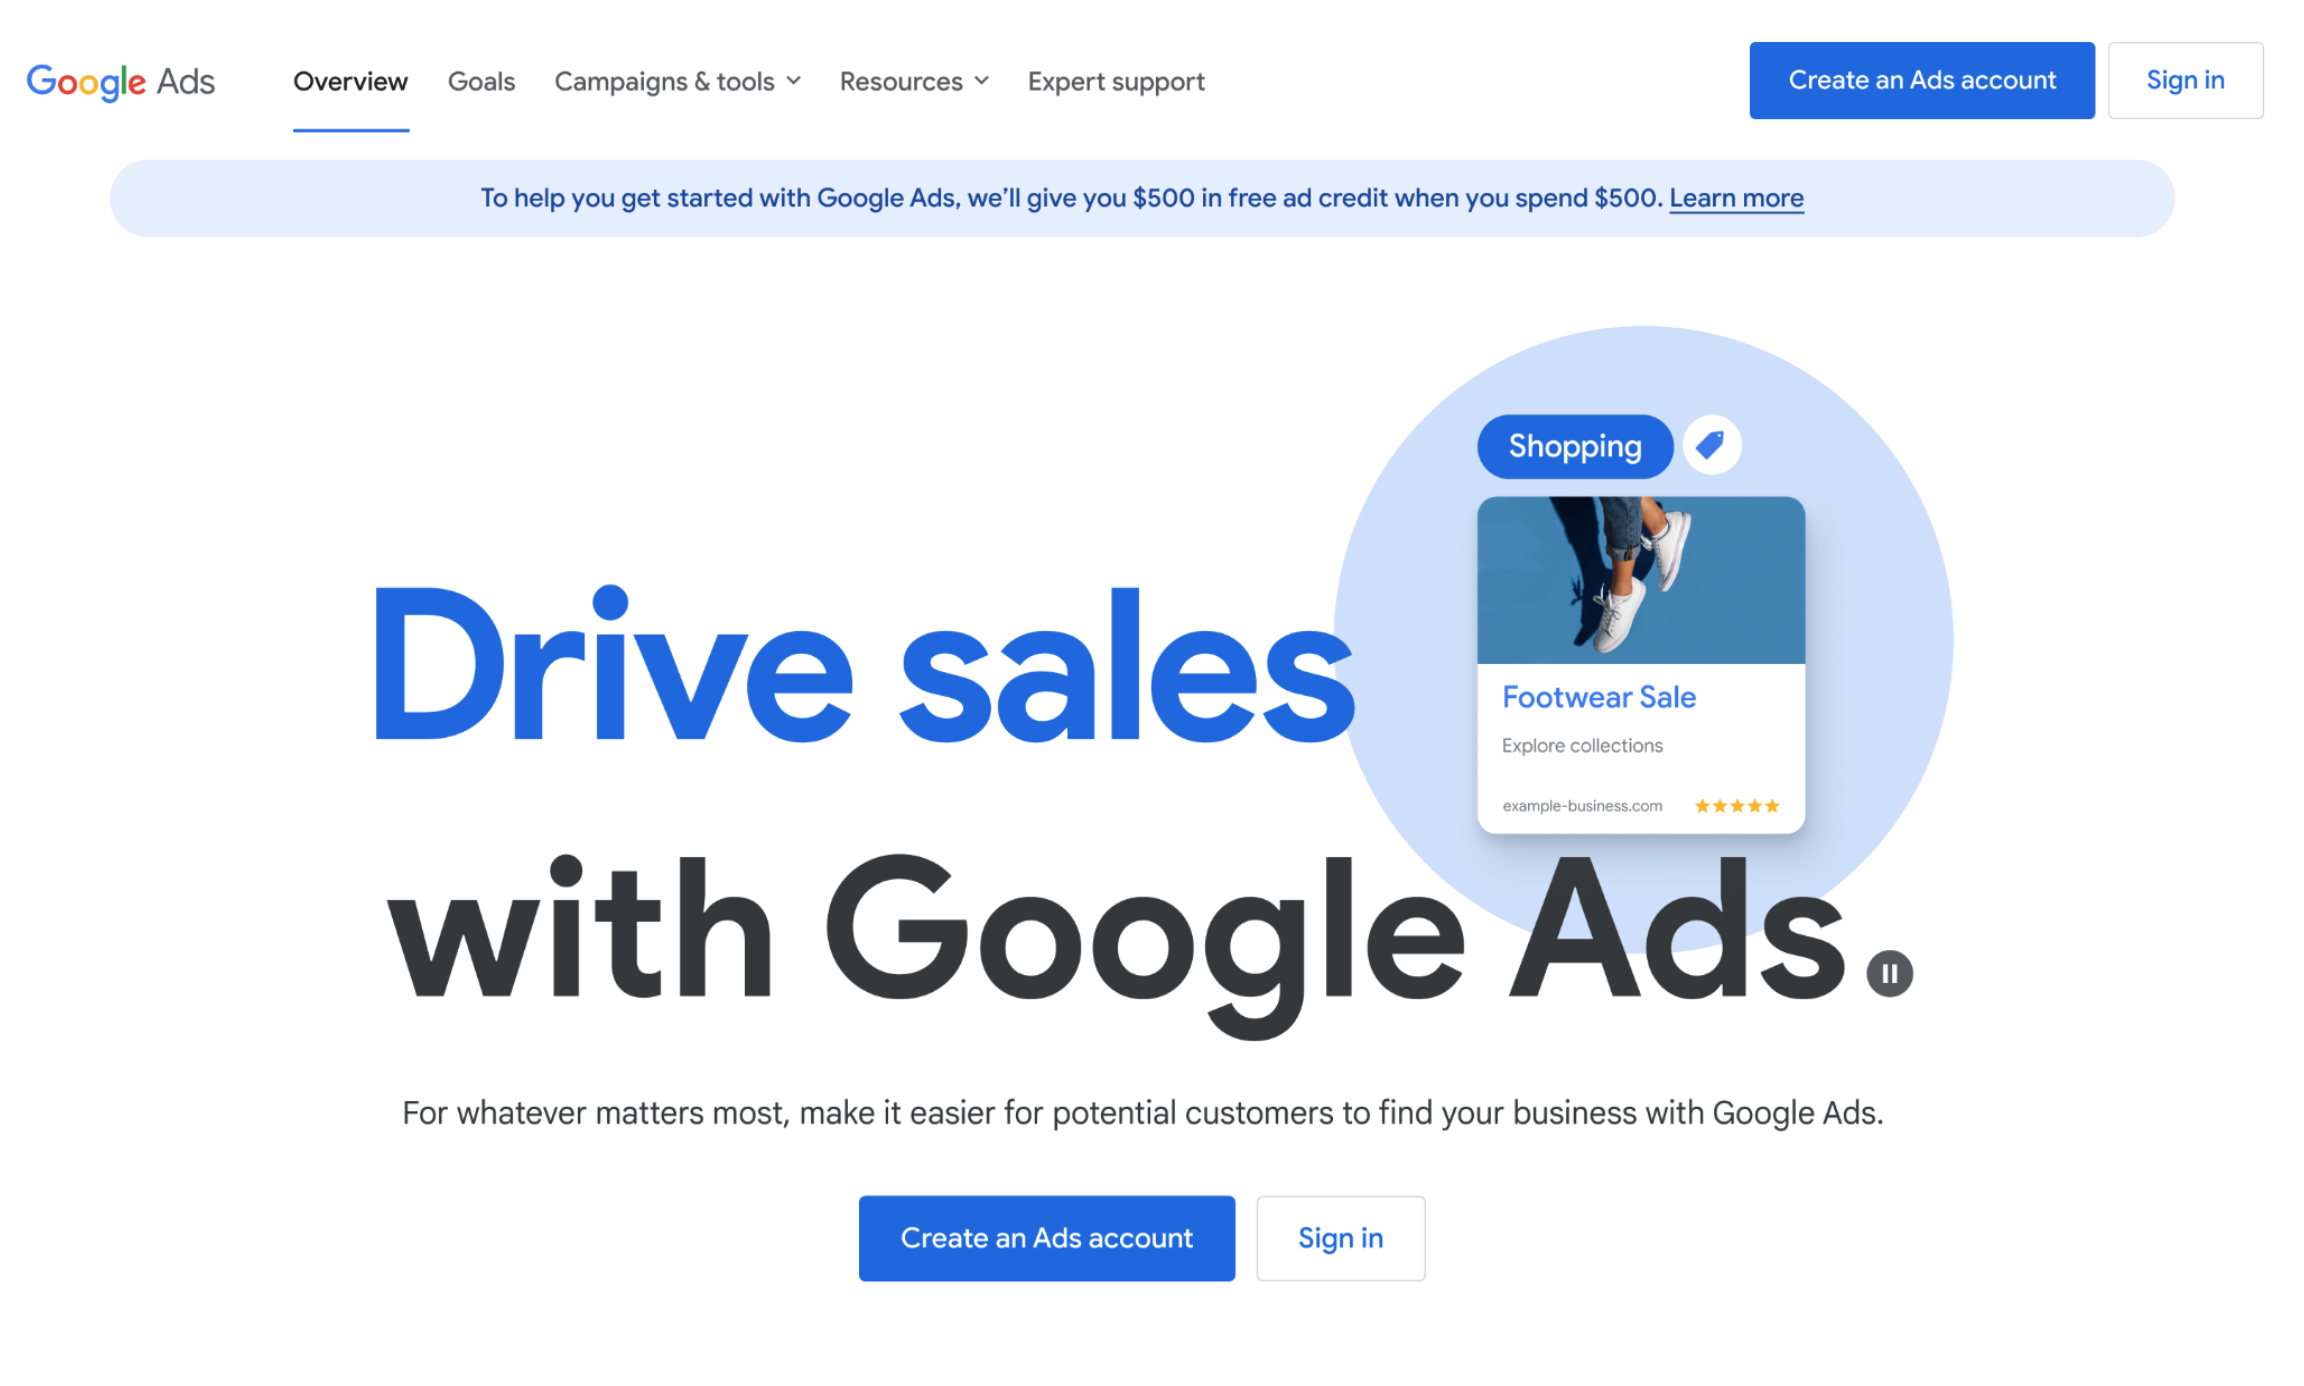 Google Ads
Overview
Goals
Campaigns & tools
Resources
Expert support
Create an Ads account
Sign in
To help you get started with Google Ads, we’ll give you $500 in free ad credit when you spend $500. Learn more
Shopping
Footwear Sale
Explore collections
example-business.com
Drive sales
with Google Ads.
For whatever matters most, make it easier for potential customers to find your business with Google Ads.
Create an Ads account
Sign in